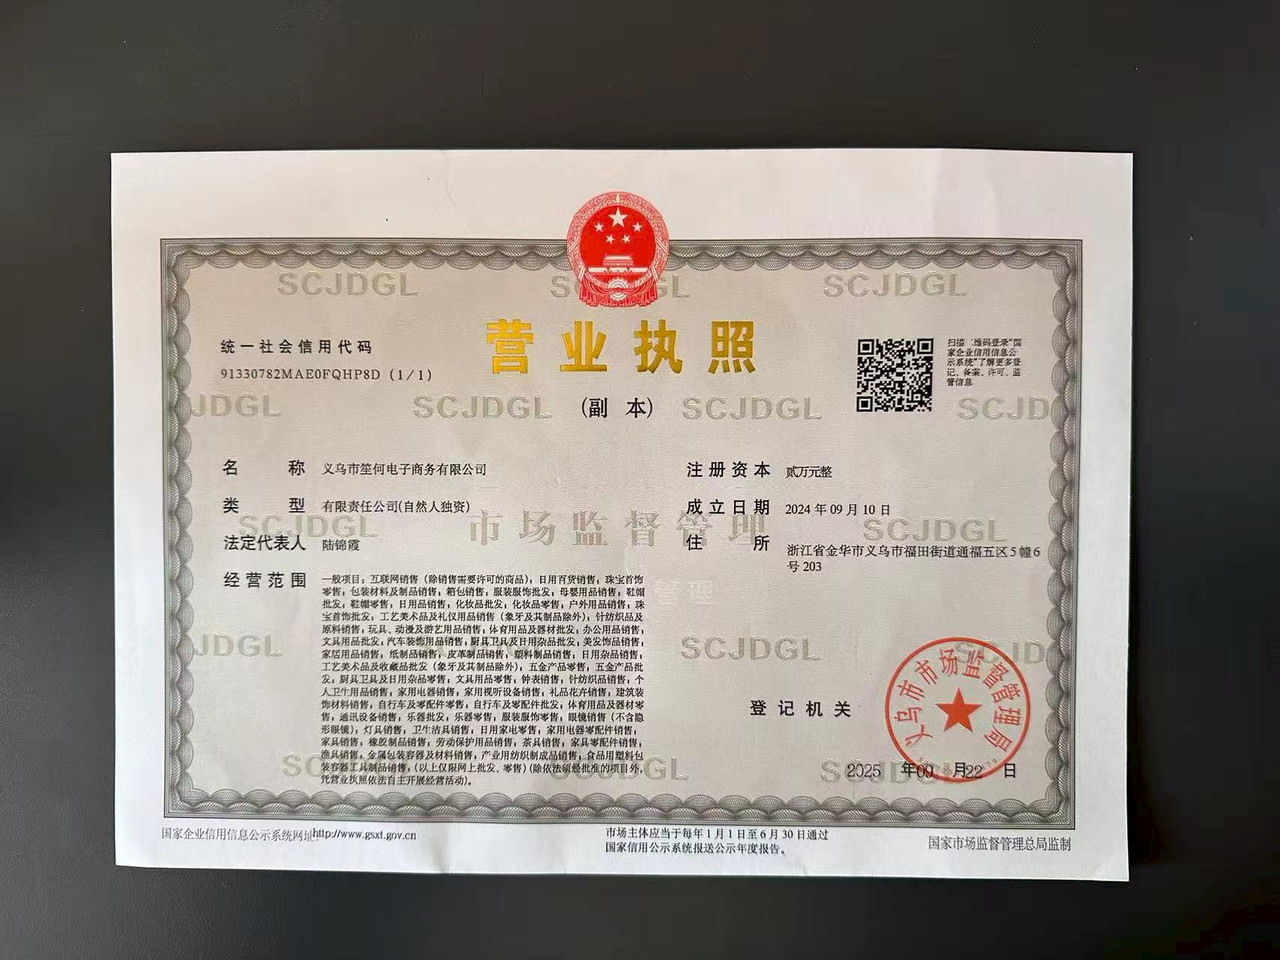 统一社会信用代码
91330782MAE0FQHP8D (1/1)
营业执照
(副 本)
扫描二维码登录"国
家企业信用信息公
示系统"了解更多登
记、备案、许可、监
管信息
名 称 义乌市笙何电子商务有限公司
类 型 有限责任公司(自然人独资)
法定代表人 陆锦霞
经营范围 一般项目：互联网销售（除销售需要许可的商品)；日用百货销售；珠宝首饰
零售；包装材料及制品销售；箱包销售；服装服饰批发；母婴用品销售；鞋帽
批发；鞋帽零售；日用品销售；化妆品批发；化妆品零售；户外用品销售；珠
宝首饰批发；工艺美术品及礼仪用品销售（象牙及其制品除外)；针纺织品及
原料销售；玩具、动漫及游艺用品销售；体育用品及器材批发；办公用品销售；
文具用品批发；汽车装饰用品销售；厨具卫具及日用杂品批发；美发饰品销售；
家居用品销售；纸制品销售；皮革制品销售；塑料制品销售；日用杂品销售；
工艺美术品及收藏品批发（象牙及其制品除外)；五金产品零售；五金产品批
发；厨具卫具及日用杂品零售；文具用品零售；钟表销售；针纺织品销售；个
人卫生用品销售；家用电器销售；家用视听设备销售；礼品花卉销售；建筑装
饰材料销售；自行车及零配件零售；自行车及零配件批发；体育用品及器材零
售；通讯设备销售；乐器批发；乐器零售；服装服饰零售；眼镜销售（不含隐
形眼镜)；灯具销售；卫生洁具销售；日用家电零售；家用电器零配件销售；
家具销售；橡胶制品销售；劳动保护用品销售；茶具销售；家具零配件销售；
渔具销售；金属包装容器及材料销售；产业用纺织制成品销售；食品用塑料包
装容器工具制品销售。(以上仅限网上批发、零售)（除依法须经批准的项目外，
凭营业执照依法自主开展经营活动)。
注册资本 贰万元整
成立日期 2024 年 09 月 10 日
住 所 浙江省金华市义乌市福田街道通福五区 5 幢 6
号 203
登记机关
义乌市市场监督管理局
2025 年09 月22 日
SCJDGL
SCJDGL
SCJDGL
JDGL
SCJDGL
SCJDGL
SCJD
SCJDGL
市场监督管理
SCJDGL
管理
JDGL
SCJDGL
SCJDGL
国家企业信用信息公示系统网址：http://www.gsxt.gov.cn
市场主体应当于每年 1 月 1 日至 6 月 30 日通过
国家信用公示系统报送公示年度报告。
国家市场监督管理总局监制